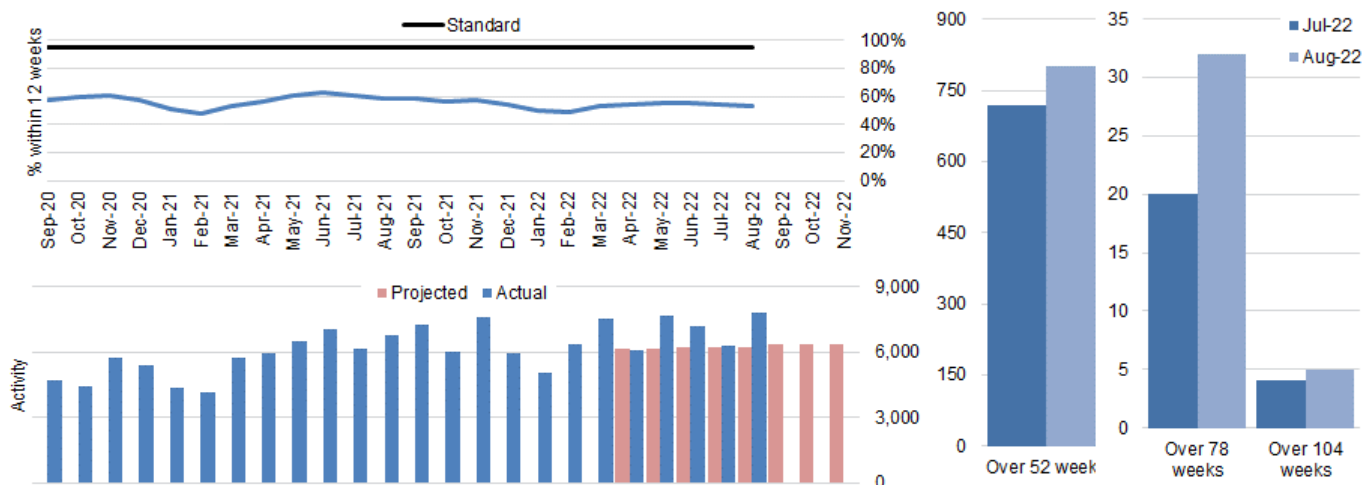 Standard
% within 12 weeks
100%
80%
60%
40%
20%
0%
Sep-20
Oct-20
Nov-20
Dec-20
Jan-21
Feb-21
Mar-21
Apr-21
May-21
Jun-21
Jul-21
Aug-21
Sep-21
Oct-21
Nov-21
Dec-21
Jan-22
Feb-22
Mar-22
Apr-22
May-22
Jun-22
Jul-22
Aug-22
Sep-22
Oct-22
Nov-22
Projected
Actual
Activity
9,000
6,000
3,000
0
900
750
600
450
300
150
0
Over 52 week
35
30
25
20
15
10
5
0
Jul-22
Aug-22
Over 78
weeks
Over 104
weeks